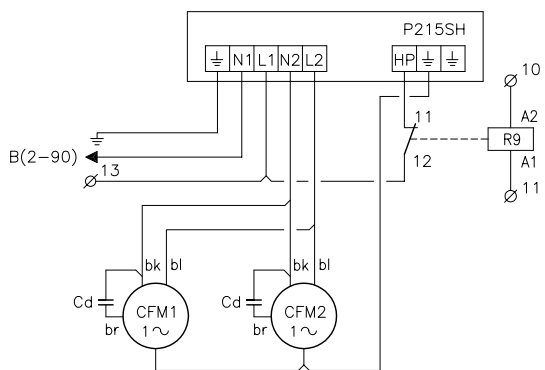 P215SH
N1 L1 N2 L2 HP
10
11
A2
B(2-90)
R9
13
12
A1
11
bk bl bk bl
Cd Cd
CFM1 CFM2
br 1~ br 1~